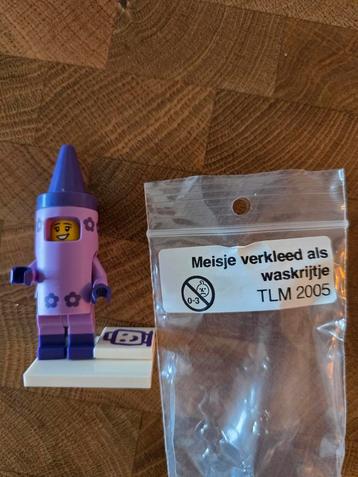 Meisje verkleed als
waskrijtje
0-3
TLM 2005